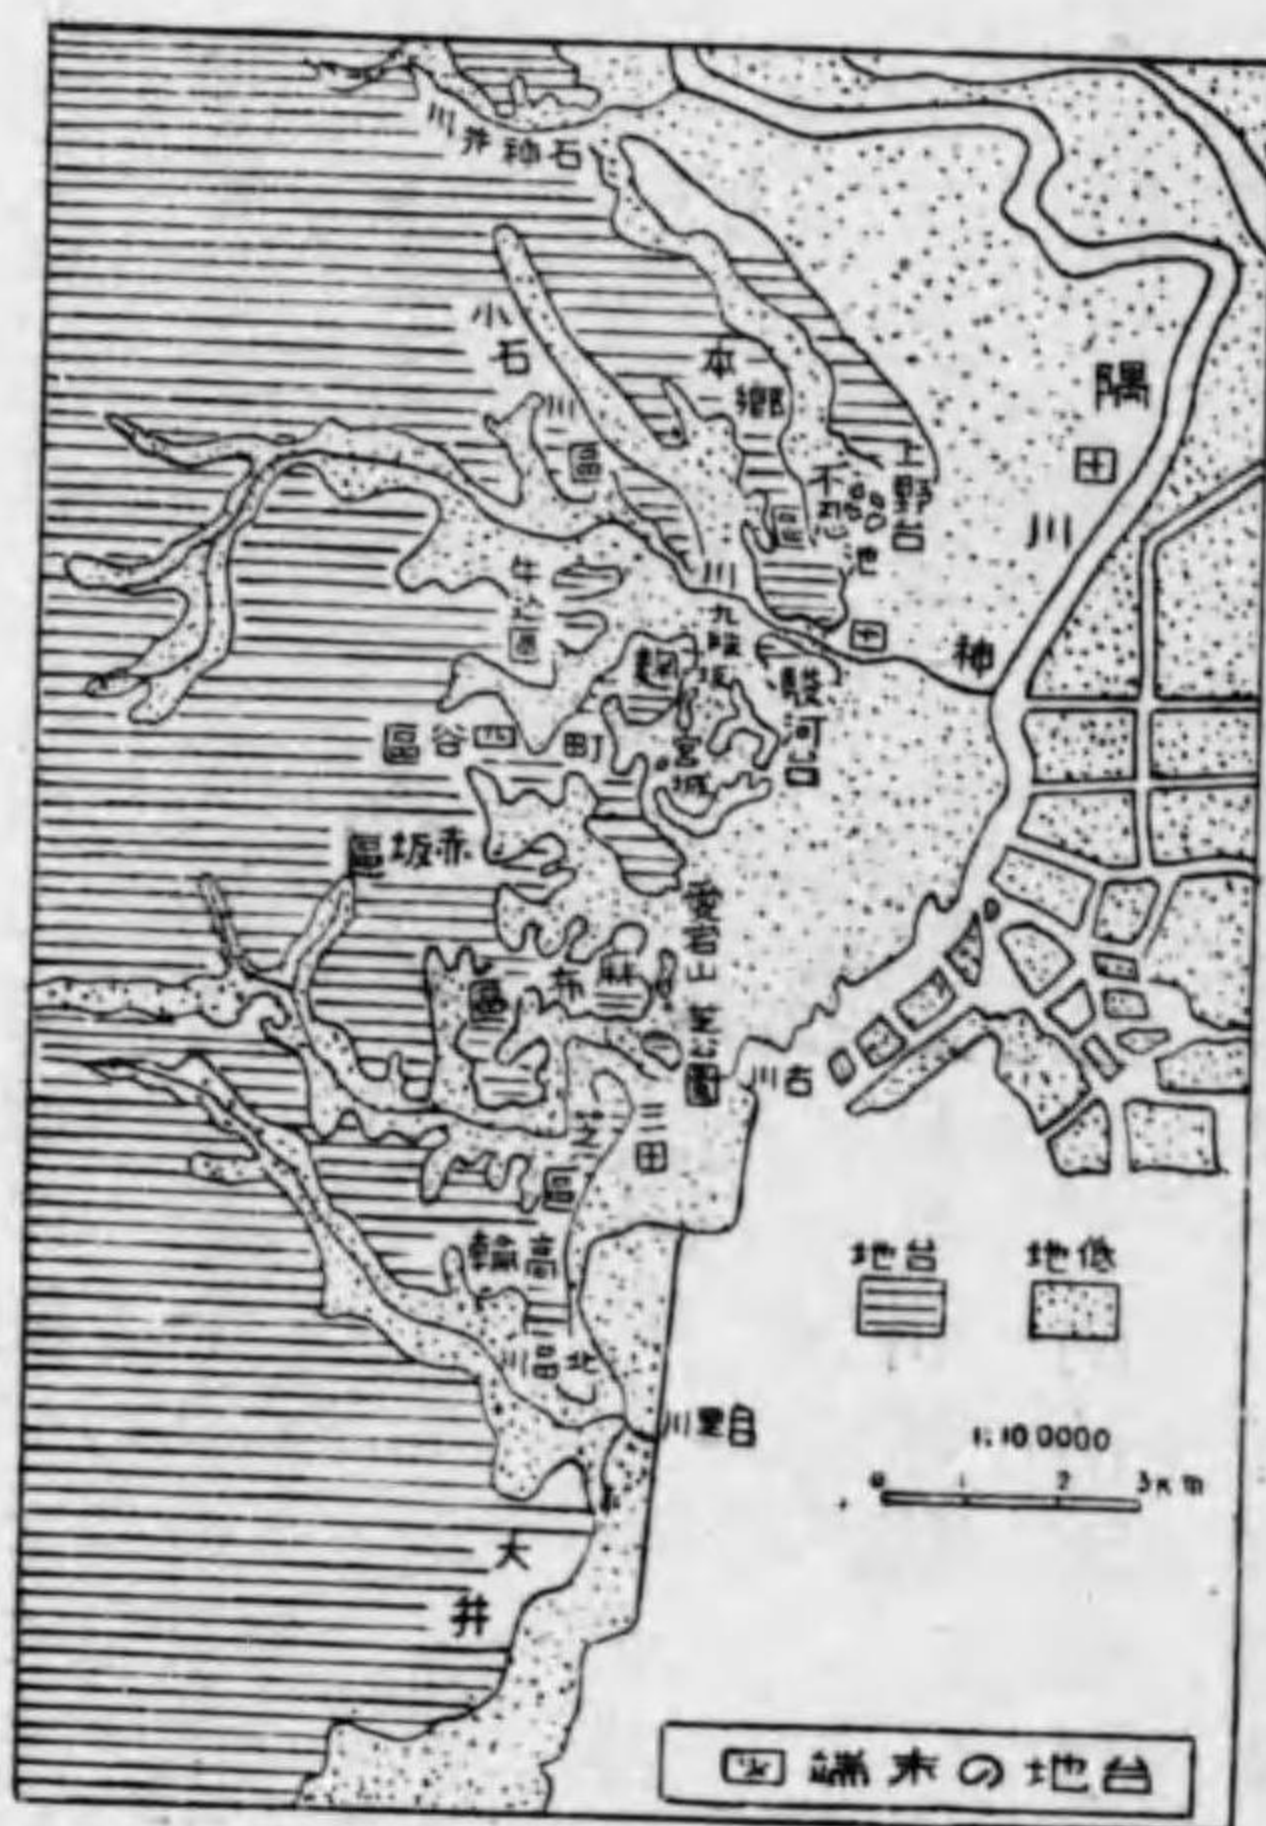 石神井川
小石川區
本郷區
上野台
不忍池
隅田川
神田川
牛込區
九段坂
駿河台
麹町
宮城
四谷區
赤坂區
愛宕山
麻布區
芝公園
古川
三田
芝區
高輪
北品川
目黒川
大井
台地
低地
1:100000
0 1 2 3Km
台地の末端図